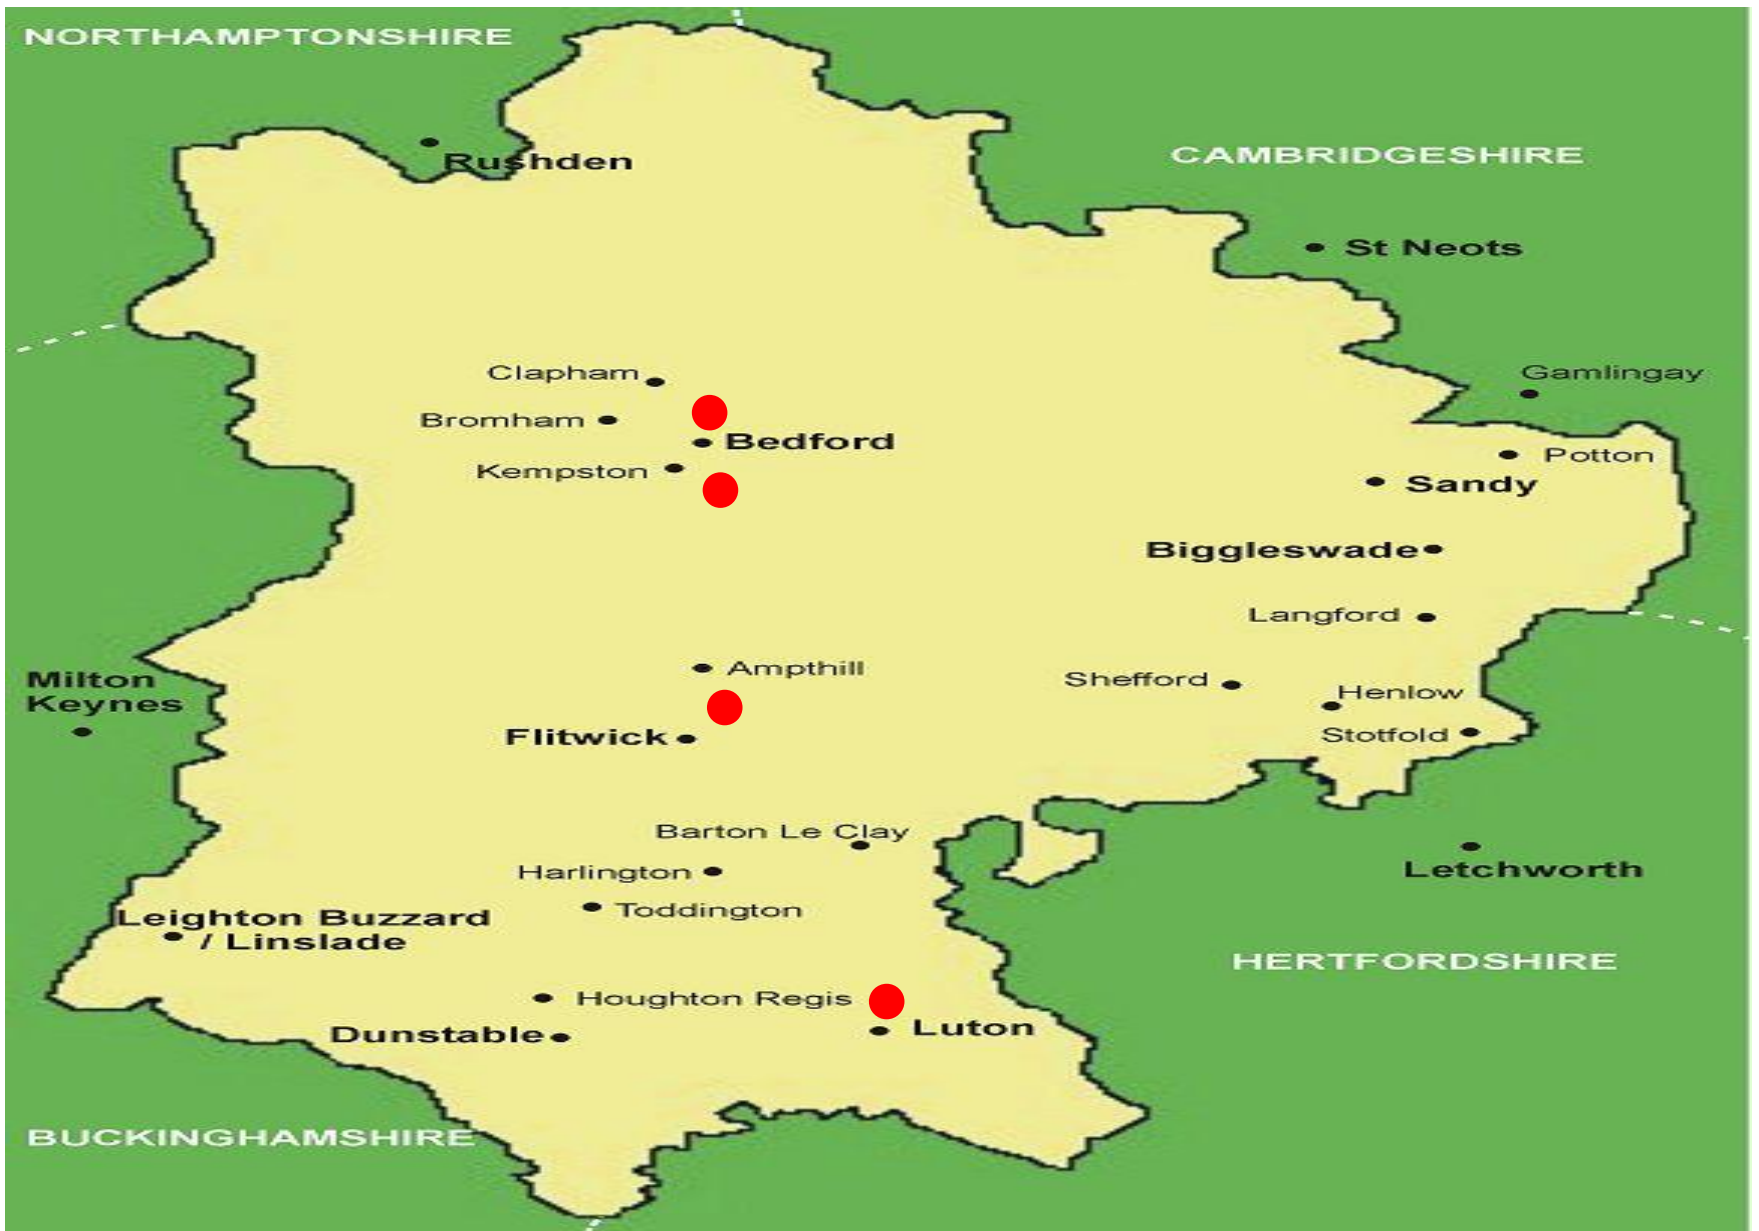 NORTHAMPTONSHIRE
Rushden
CAMBRIDGESHIRE
St Neots
Clapham
Gamlingay
Bromham
Bedford
Kempston
Potton
Sandy
Biggleswade
Langford
Ampthill
Shefford
Milton
Keynes
Henlow
Flitwick
Stotfold
Barton Le Clay
Harlington
Letchworth
Toddington
Leighton Buzzard
/ Linslade
HERTFORDSHIRE
Houghton Regis
Dunstable
Luton
BUCKINGHAMSHIRE